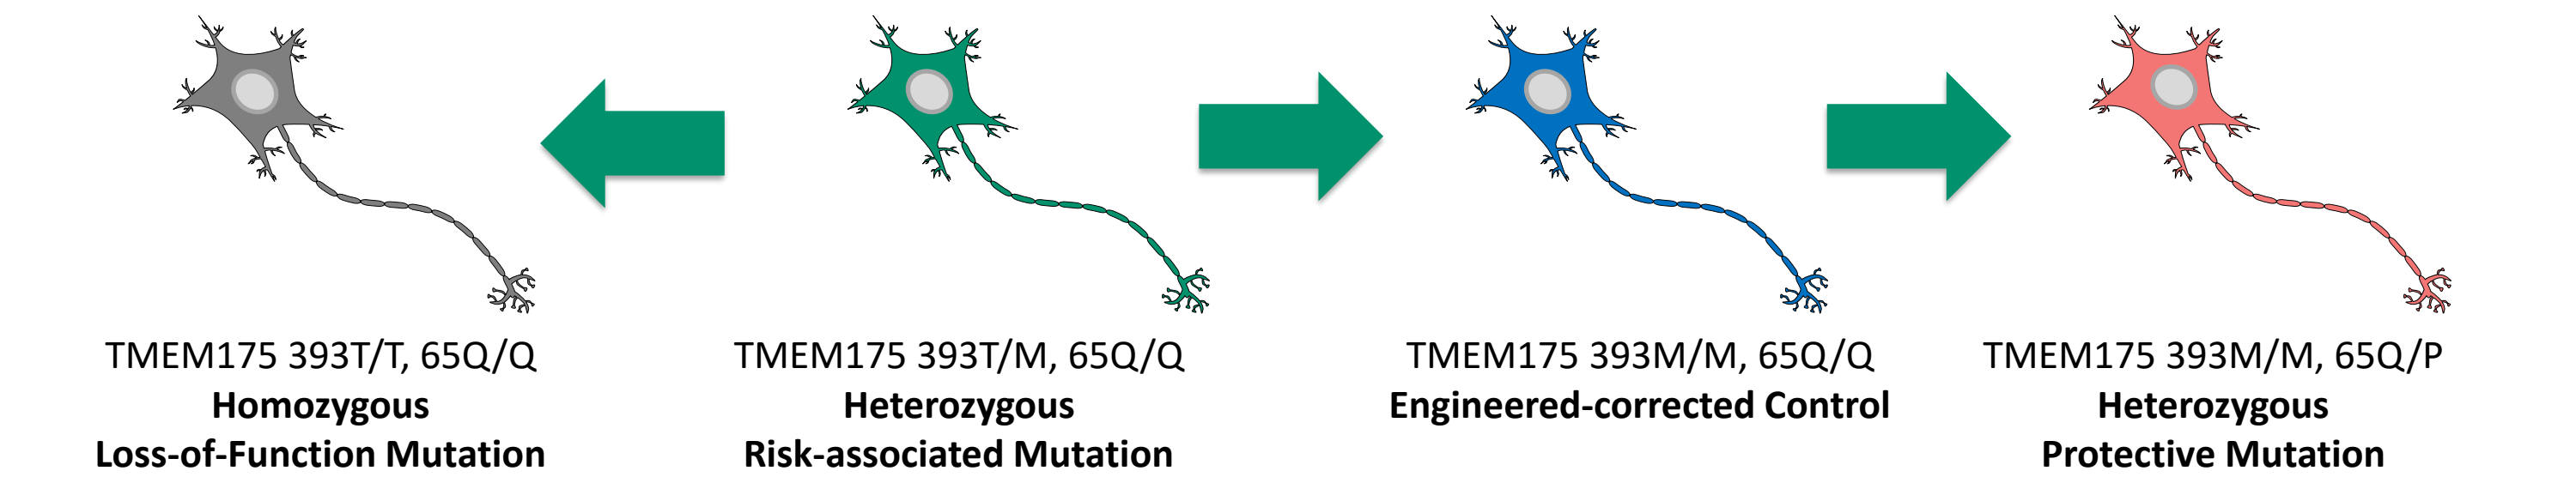 TMEM175 393T/T, 65Q/Q
Homozygous
Loss-of-Function Mutation
TMEM175 393T/M, 65Q/Q
Heterozygous
Risk-associated Mutation
TMEM175 393M/M, 65Q/Q
Engineered-corrected Control
TMEM175 393M/M, 65Q/P
Heterozygous
Protective Mutation